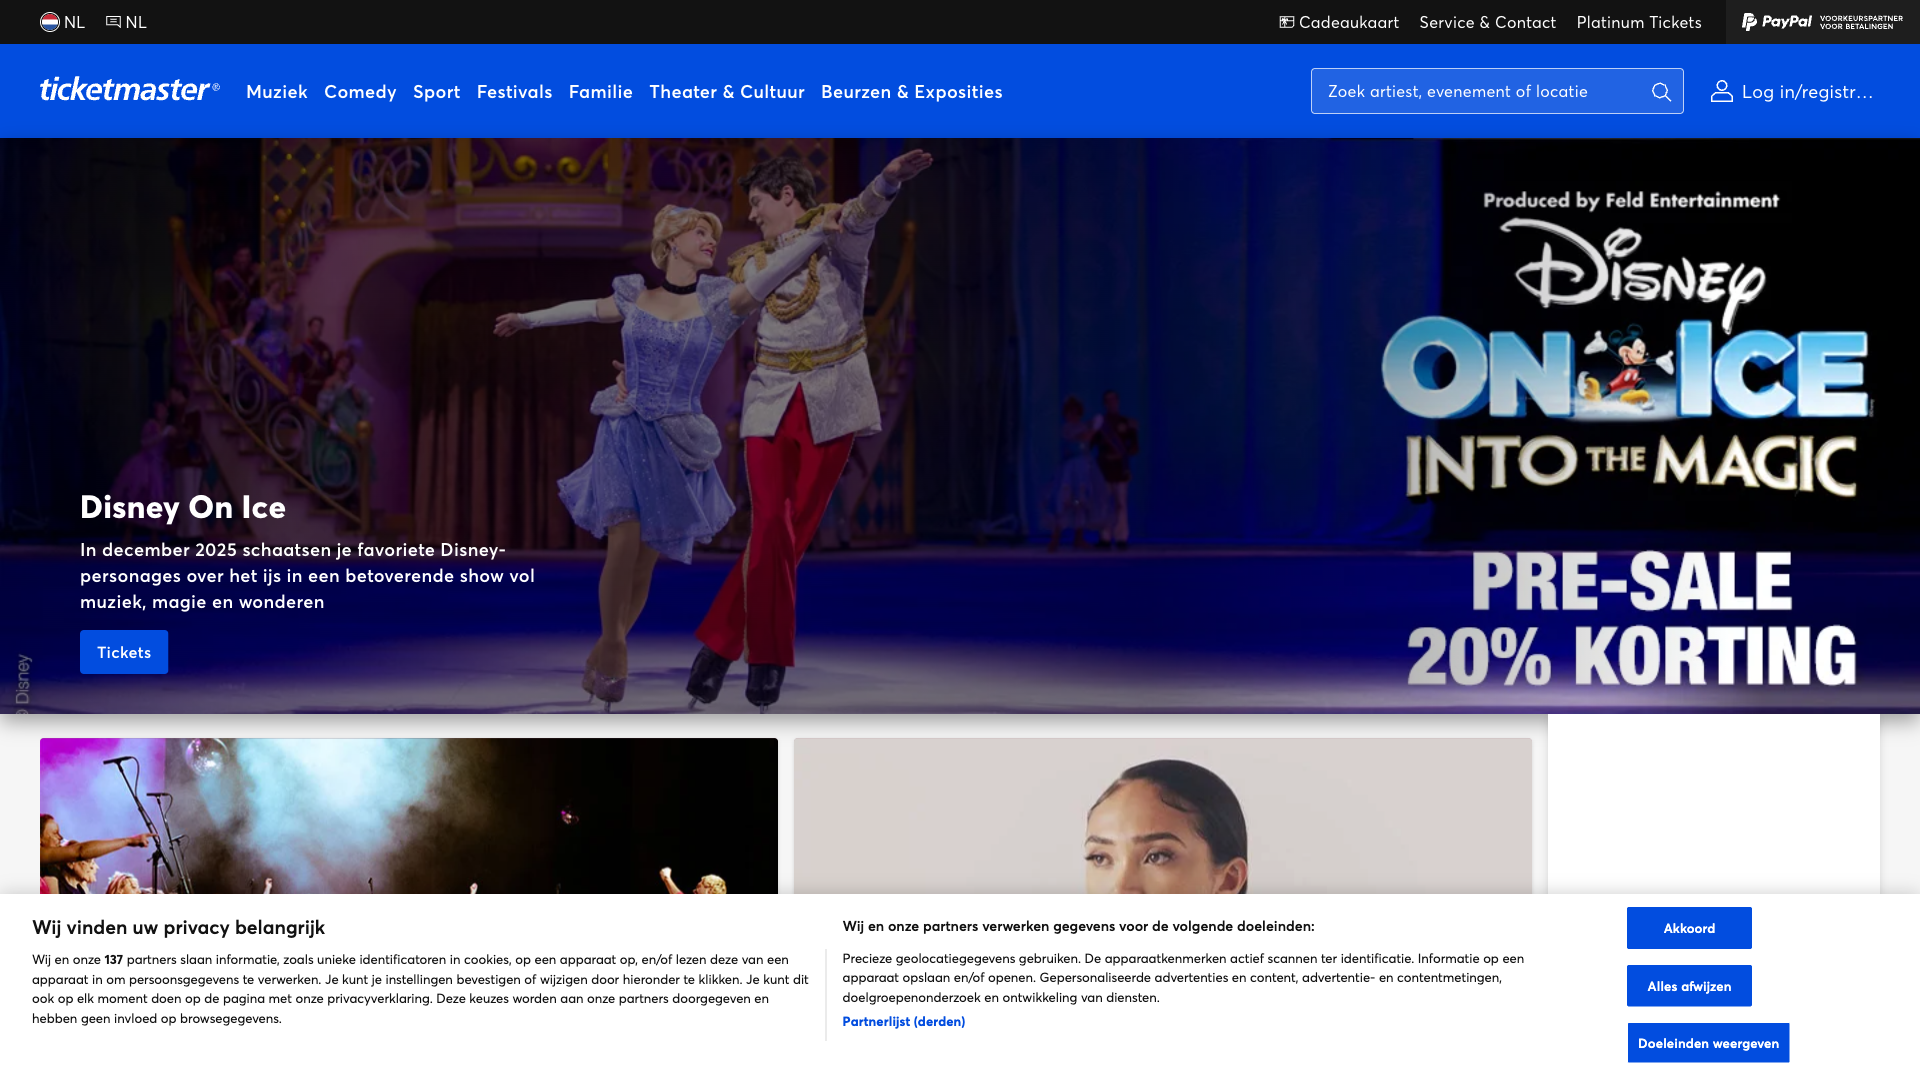 NL
NL
Cadeaukaart
Service & Contact
Platinum Tickets
PayPal
VOORKEURSPARTNER
VOOR BETALINGEN
ticketmaster®
Muziek
Comedy
Sport
Festivals
Familie
Theater & Cultuur
Beurzen & Exposities
Zoek artiest, evenement of locatie
Log in/registr…
Produced by Feld Entertainment
Disney
ON ICE
INTO THE MAGIC
PRE-SALE
20% KORTING
Disney On Ice
In december 2025 schaatsen je favoriete Disney-
personages over het ijs in een betoverende show vol
muziek, magie en wonderen
Tickets
© Disney
Wij vinden uw privacy belangrijk
Wij en onze 137 partners slaan informatie, zoals unieke identificatoren in cookies, op een apparaat op, en/of lezen deze van een
apparaat in om persoonsgegevens te verwerken. Je kunt je instellingen bevestigen of wijzigen door hieronder te klikken. Je kunt dit
ook op elk moment doen op de pagina met onze privacyverklaring. Deze keuzes worden aan onze partners doorgegeven en
hebben geen invloed op browsegegevens.
Wij en onze partners verwerken gegevens voor de volgende doeleinden:
Precieze geolocatiegegevens gebruiken. De apparaatkenmerken actief scannen ter identificatie. Informatie op een
apparaat opslaan en/of openen. Gepersonaliseerde advertenties en content, advertentie- en contentmetingen,
doelgroepenonderzoek en ontwikkeling van diensten.
Partnerlijst (derden)
Akkoord
Alles afwijzen
Doeleinden weergeven